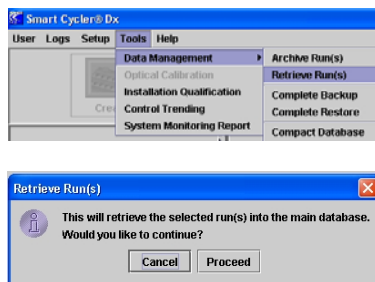 Smart Cycler® Dx
User Logs Setup Tools Help
Data Management Archive Run(s)
Optical Calibration Retrieve Run(s)
Installation Qualification Complete Backup
Control Trending Complete Restore
System Monitoring Report Compact Database
Crea
Retrieve Run(s)
This will retrieve the selected run(s) into the main database.
Would you like to continue?
Cancel Proceed